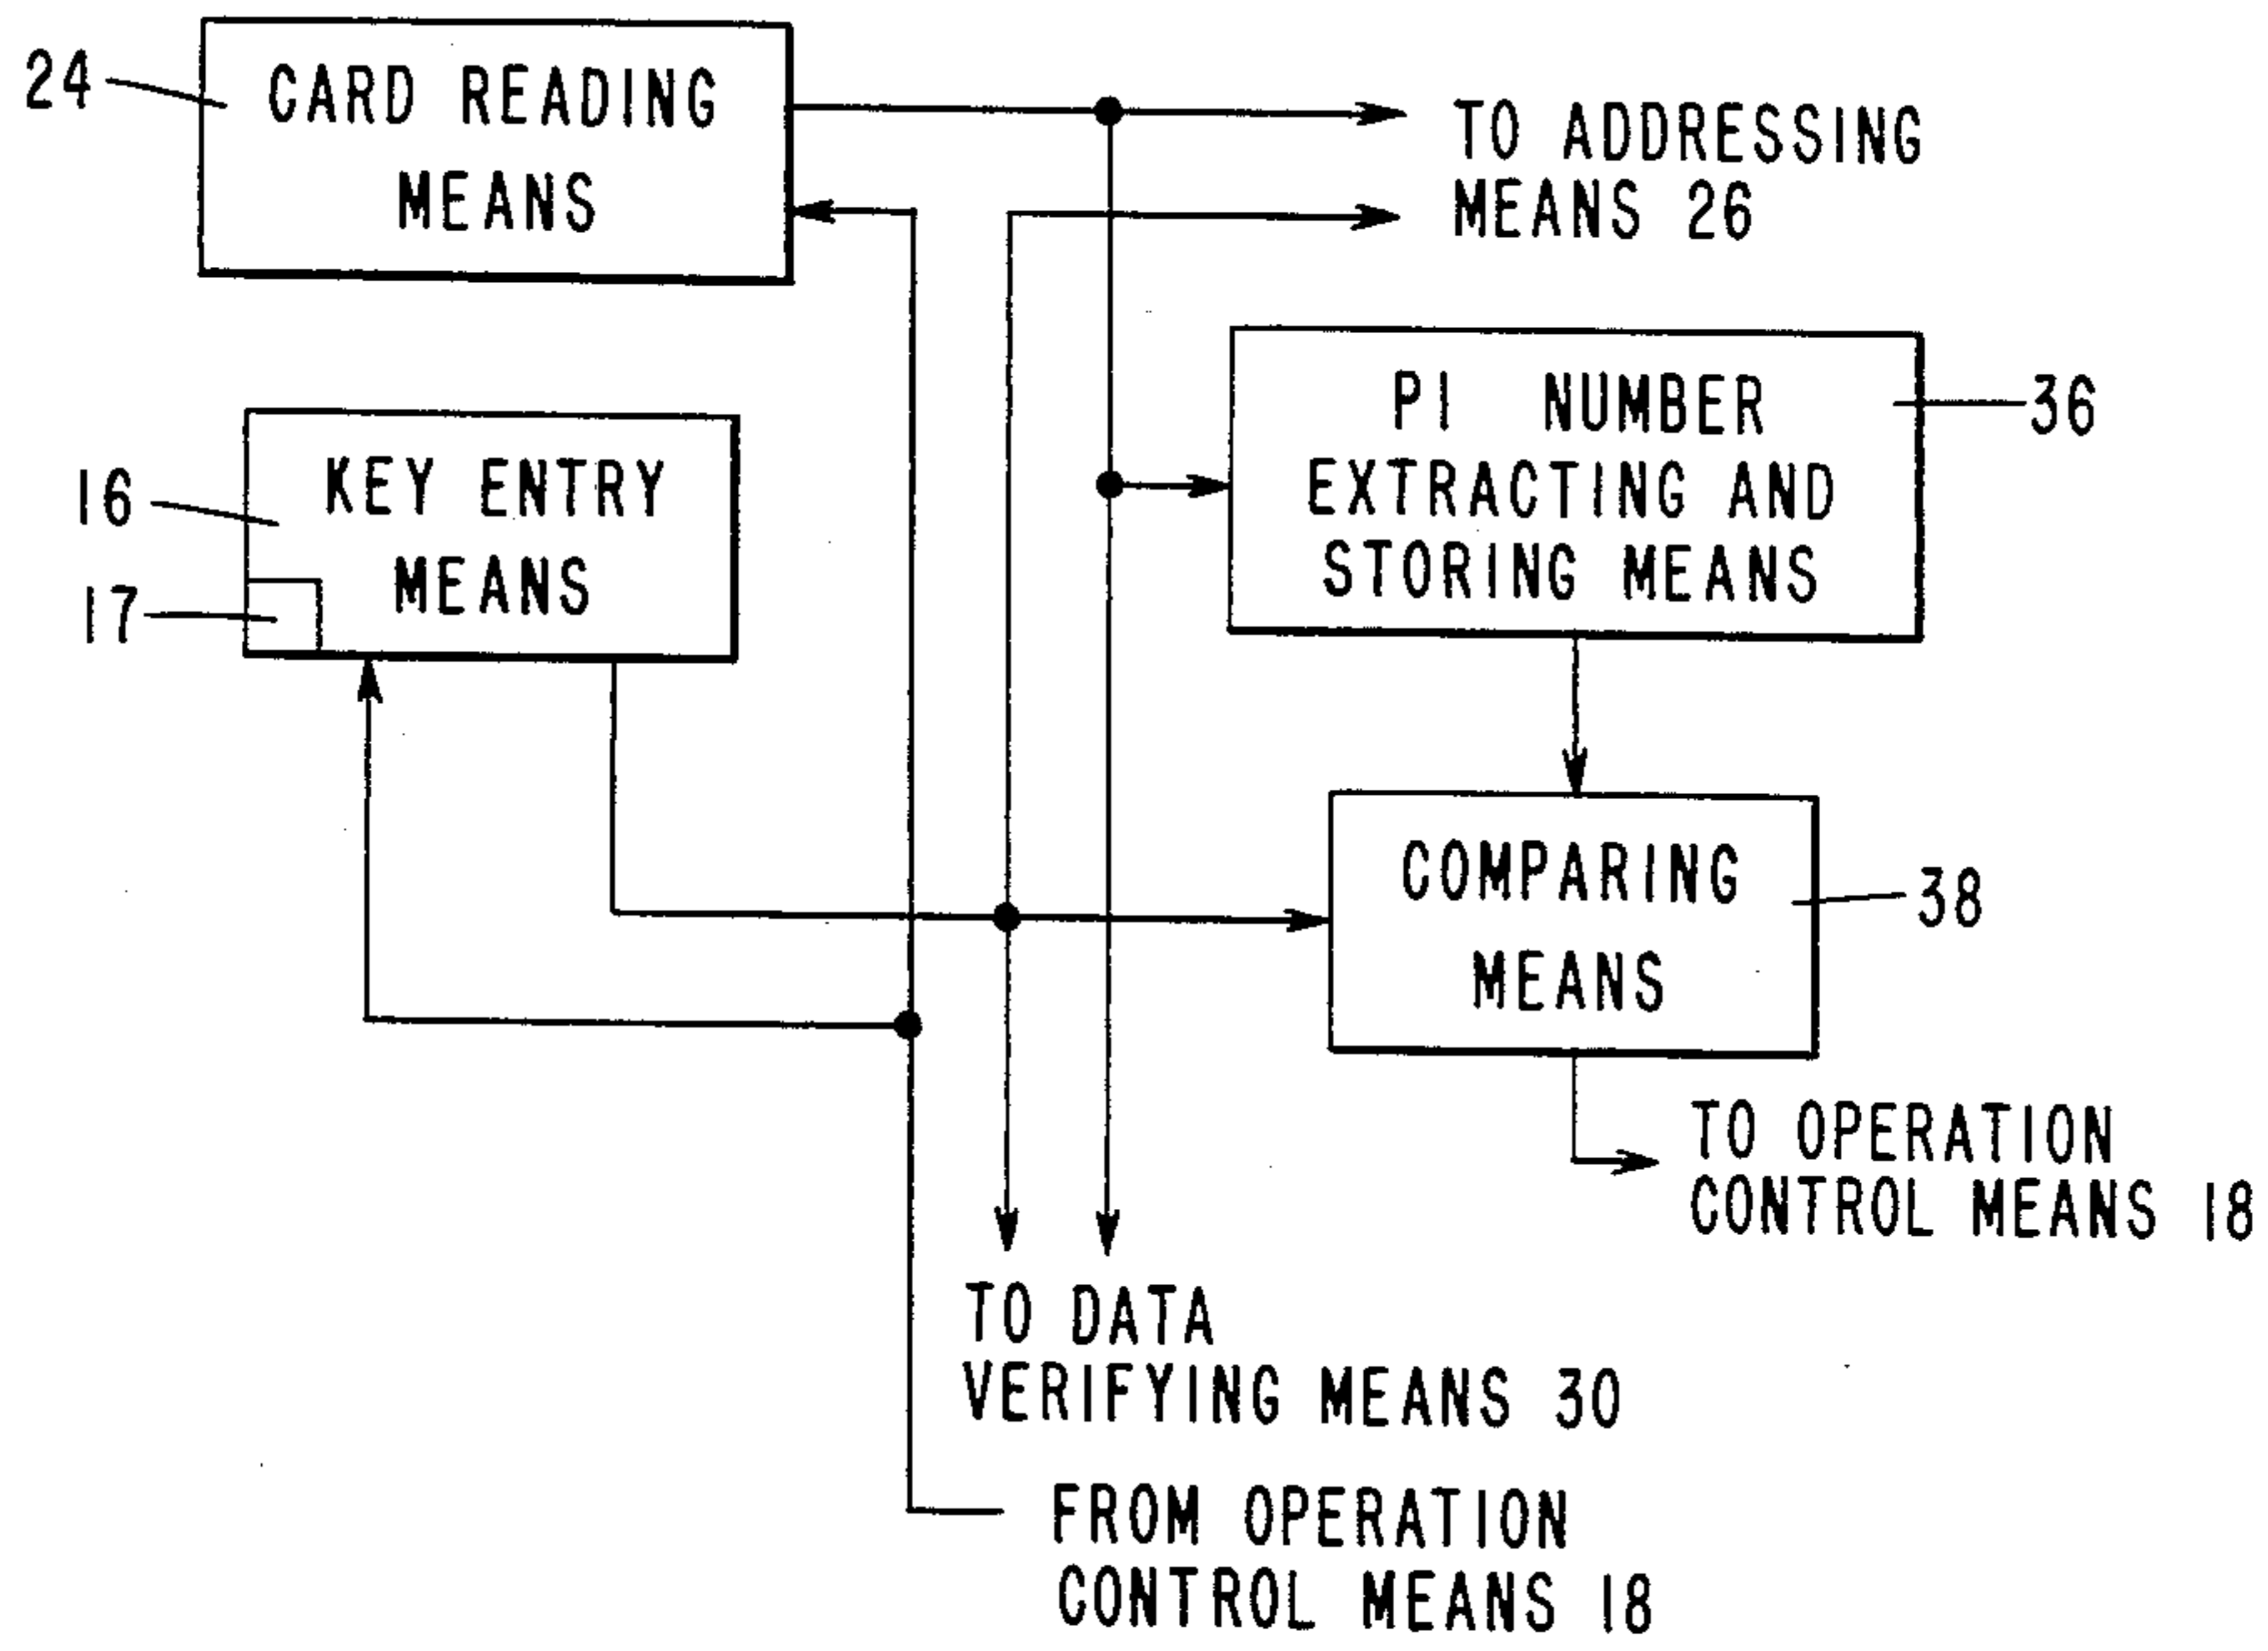 24
CARD READING
MEANS
TO ADDRESSING
MEANS 26
16
17
KEY ENTRY
MEANS
PI NUMBER
EXTRACTING AND
STORING MEANS
36
COMPARING
MEANS
38
TO OPERATION
CONTROL MEANS 18
TO DATA
VERIFYING MEANS 30
FROM OPERATION
CONTROL MEANS 18